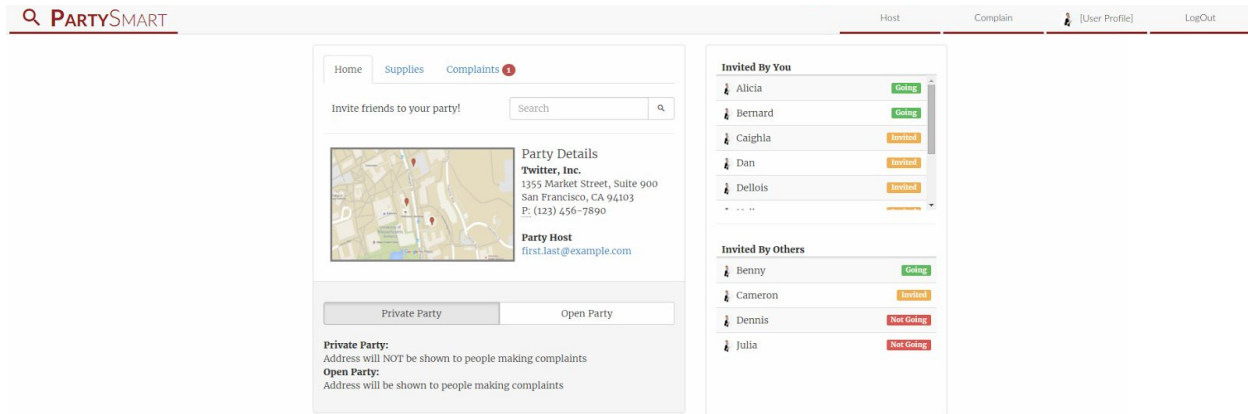 PARTYSMART
Host
Complain
[User Profile]
LogOut
Home
Supplies
Complaints 1
Invite friends to your party!
Search
Party Details
Twitter, Inc.
1355 Market Street, Suite 900
San Francisco, CA 94103
P: (123) 456-7890
Party Host
first.last@example.com
Private Party
Open Party
Private Party:
Address will NOT be shown to people making complaints
Open Party:
Address will be shown to people making complaints
Invited By You
Alicia Going
Bernard Going
Caighla Invited
Dan Invited
Dellois Invited
Invited By Others
Benny Going
Cameron Invited
Dennis Not Going
Julia Not Going